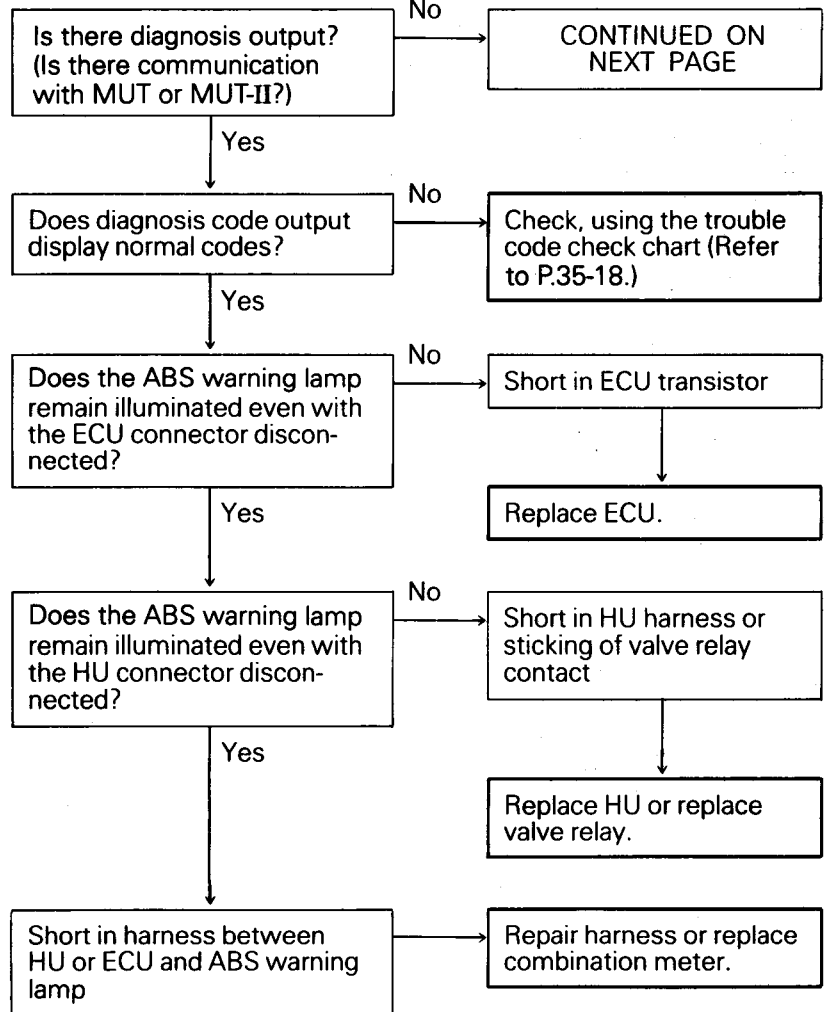 No
Is there diagnosis output?
(Is there communication
with MUT or MUT-II?)
CONTINUED ON
NEXT PAGE
Yes
No
Does diagnosis code output
display normal codes?
Check, using the trouble
code check chart (Refer
to P.35-18.)
Yes
No
Does the ABS warning lamp
remain illuminated even with
the ECU connector discon-
nected?
Short in ECU transistor
Yes
Replace ECU.
No
Does the ABS warning lamp
remain illuminated even with
the HU connector discon-
nected?
Short in HU harness or
sticking of valve relay
contact
Yes
Replace HU or replace
valve relay.
Short in harness between
HU or ECU and ABS warning
lamp
Repair harness or replace
combination meter.